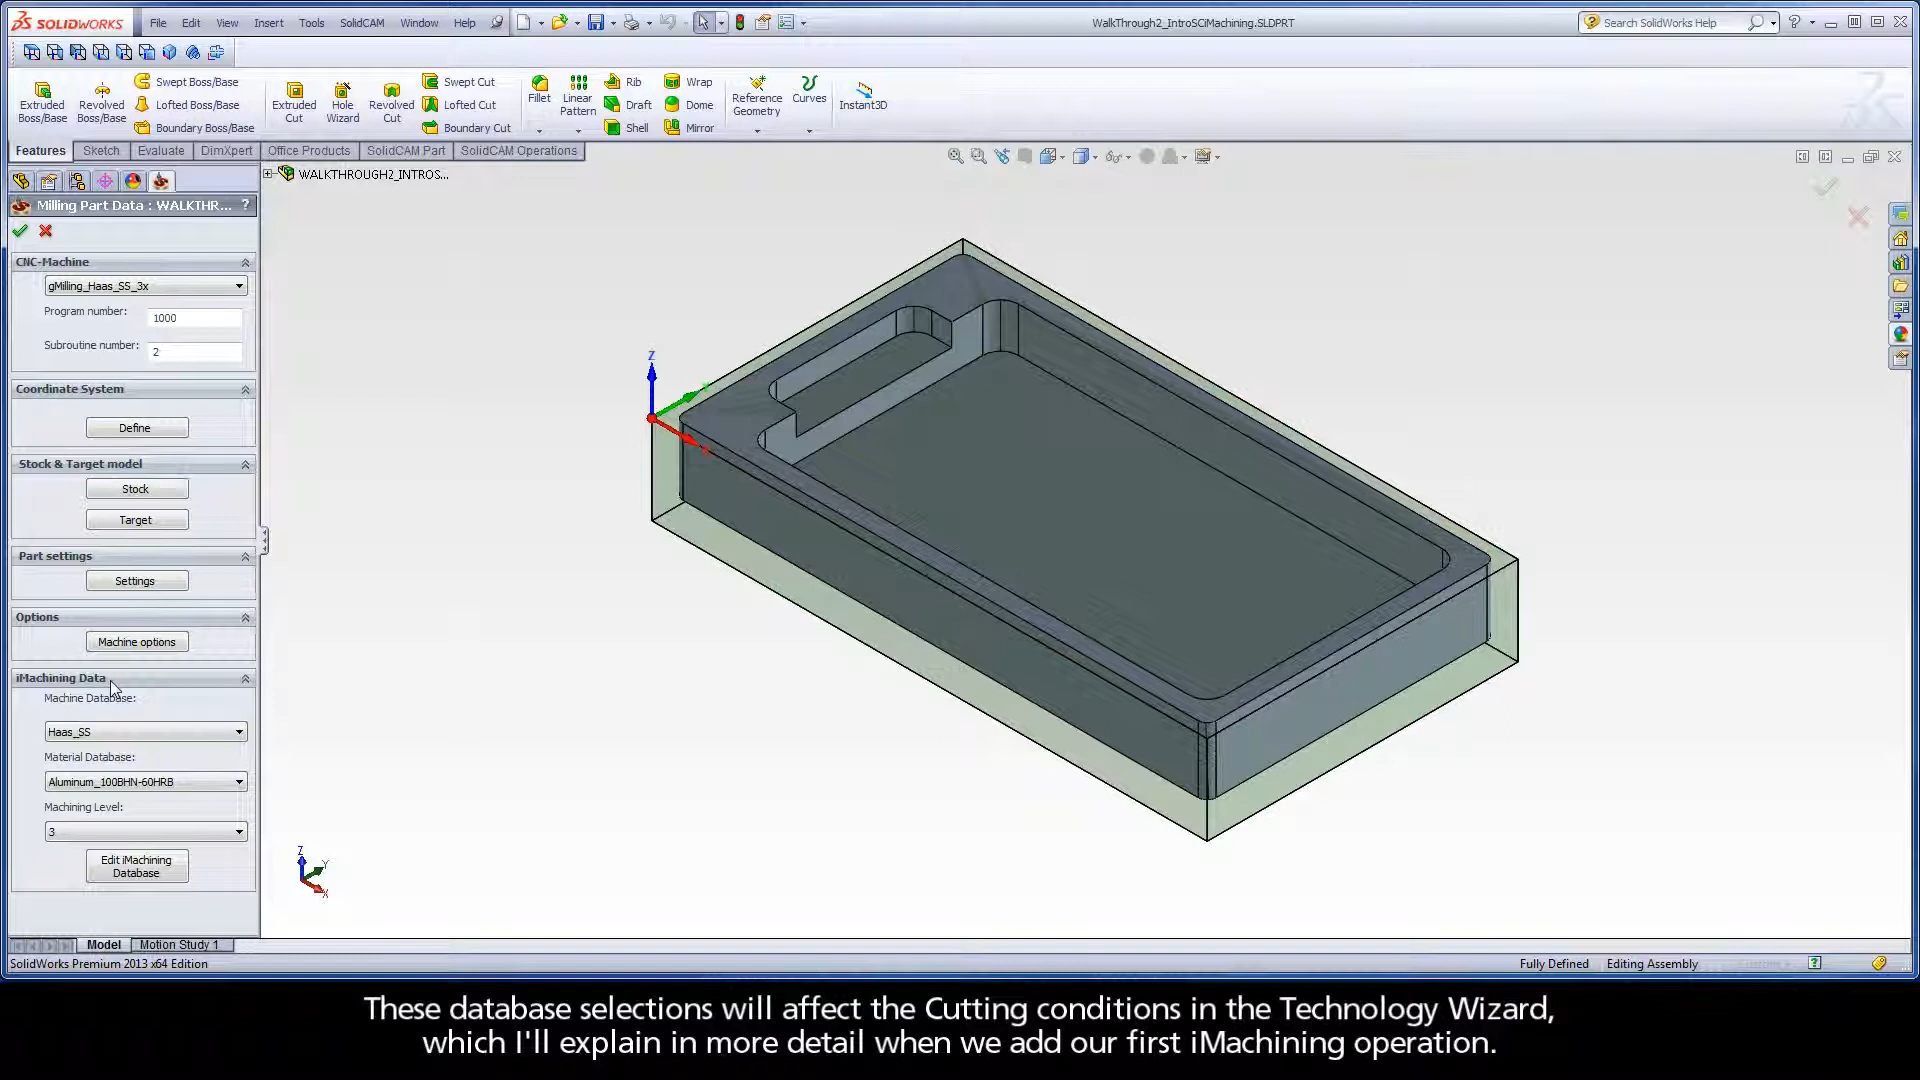 SOLIDWORKS File Edit View Insert Tools SolidCAM Window Help WalkThrough2_IntroSCiMachining.SLDPRT Search SolidWorks Help
Extruded Boss/Base
Revolved Boss/Base
Swept Boss/Base
Lofted Boss/Base
Boundary Boss/Base
Extruded Cut
Hole Wizard
Revolved Cut
Swept Cut
Lofted Cut
Boundary Cut
Fillet
Linear Pattern
Rib
Draft
Shell
Wrap
Dome
Mirror
Reference Geometry
Curves
Instant3D
Features Sketch Evaluate DimXpert Office Products SolidCAM Part SolidCAM Operations
WALKTHROUGH2_INTROS...
Milling Part Data : WALKTHR... ?
CNC-Machine
gMilling_Haas_SS_3x
Program number: 1000
Subroutine number: 2
Coordinate System
Define
Stock & Target model
Stock
Target
Part settings
Settings
Options
Machine options
iMachining Data
Machine Database:
Haas_SS
Material Database:
Aluminum_100BHN-60HRB
Machining Level:
3
Edit iMachining
Database
Z
X
Z
Y
X
Model Motion Study 1
SolidWorks Premium 2013 x64 Edition Fully Defined Editing Assembly
These database selections will affect the Cutting conditions in the Technology Wizard,
which I'll explain in more detail when we add our first iMachining operation.